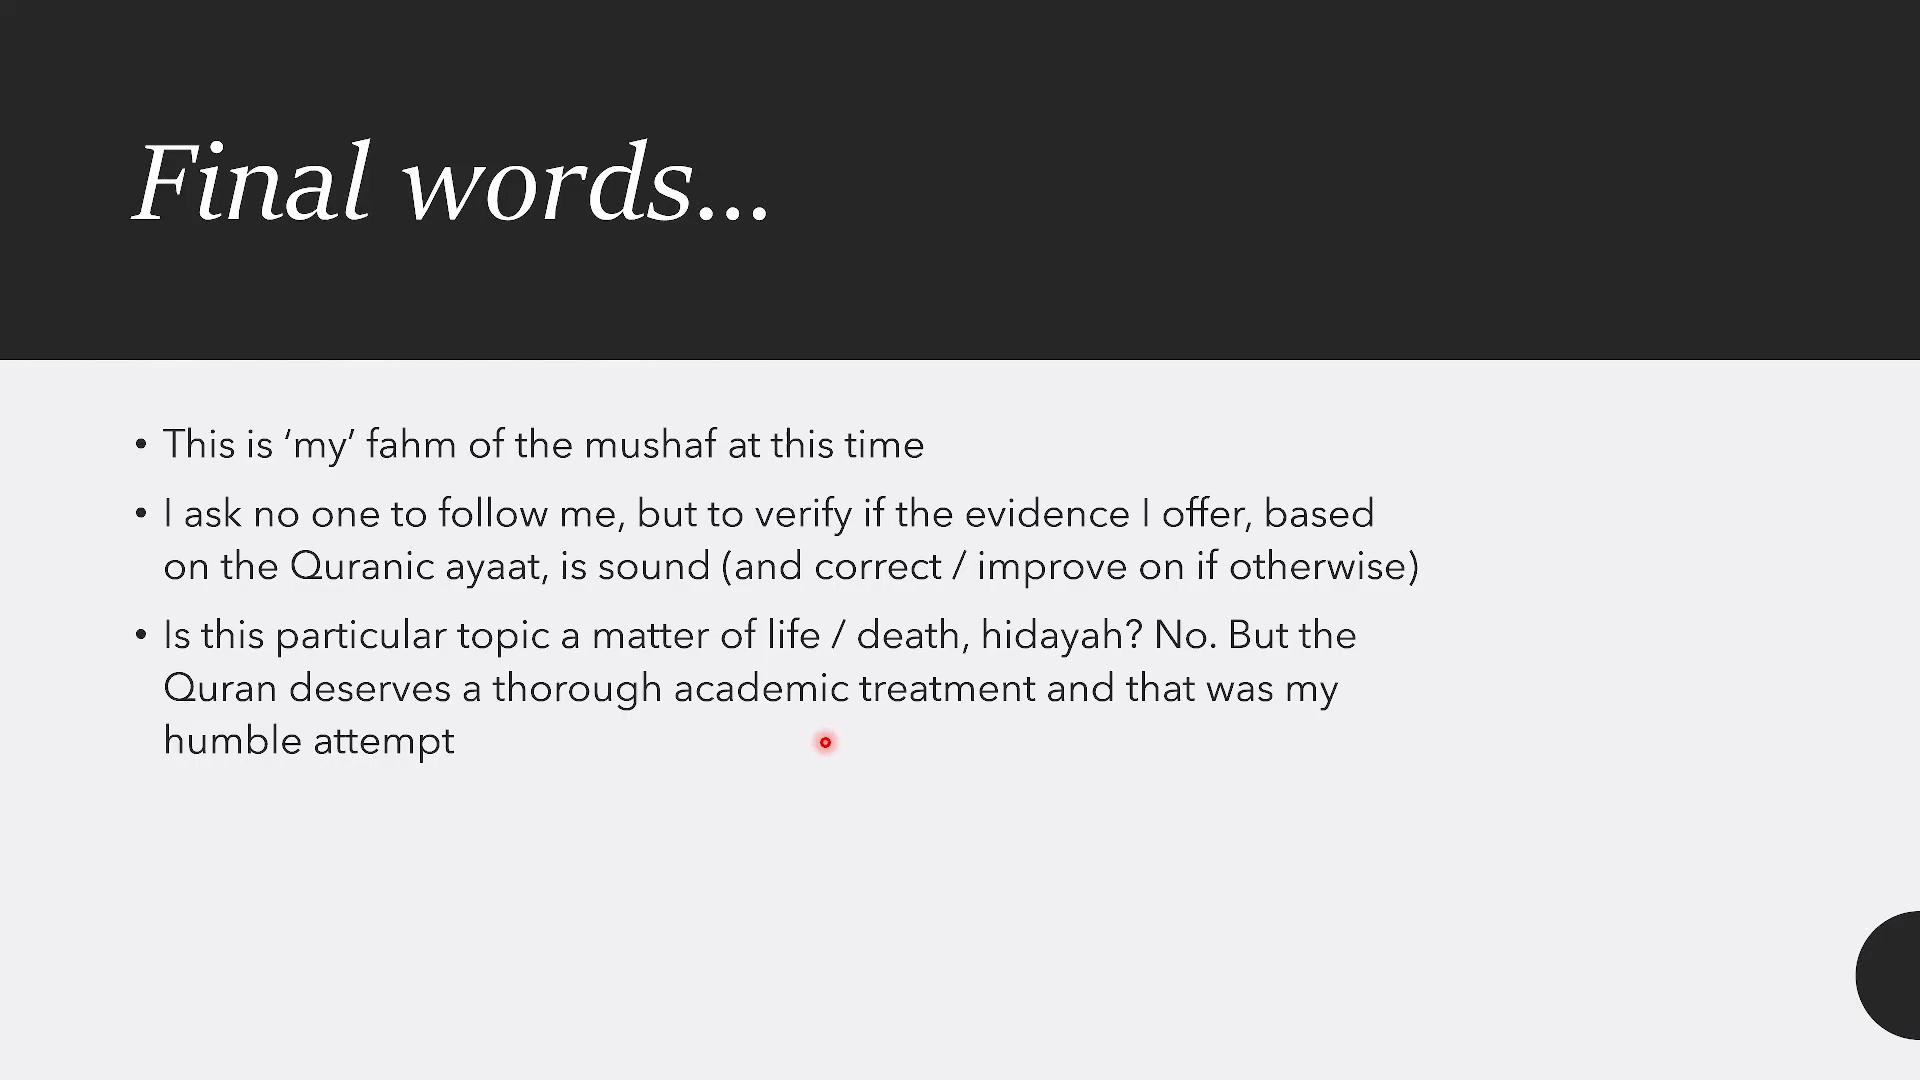 Final words...
• This is ‘my’ fahm of the mushaf at this time
• I ask no one to follow me, but to verify if the evidence I offer, based
on the Quranic ayaat, is sound (and correct / improve on if otherwise)
• Is this particular topic a matter of life / death, hidayah? No. But the
Quran deserves a thorough academic treatment and that was my
humble attempt